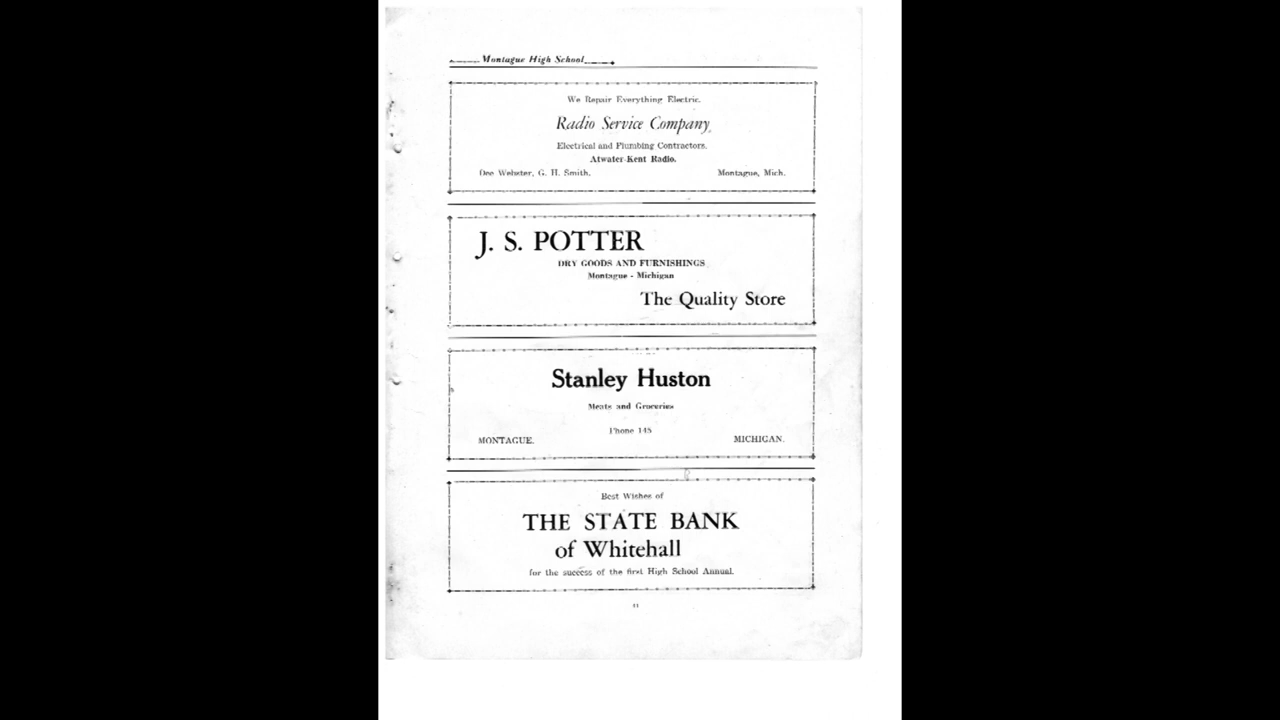 Montague High School
We Repair Everything Electric.
Radio Service Company
Electrical and Plumbing Contractors.
Atwater-Kent Radio.
Dee Webster, G. H. Smith. Montague, Mich.
J. S. POTTER
DRY GOODS AND FURNISHINGS
Montague - Michigan
The Quality Store
Stanley Huston
Meats and Groceries
Phone 145
MONTAGUE. MICHIGAN.
Best Wishes of
THE STATE BANK
of Whitehall
for the success of the first High School Annual.